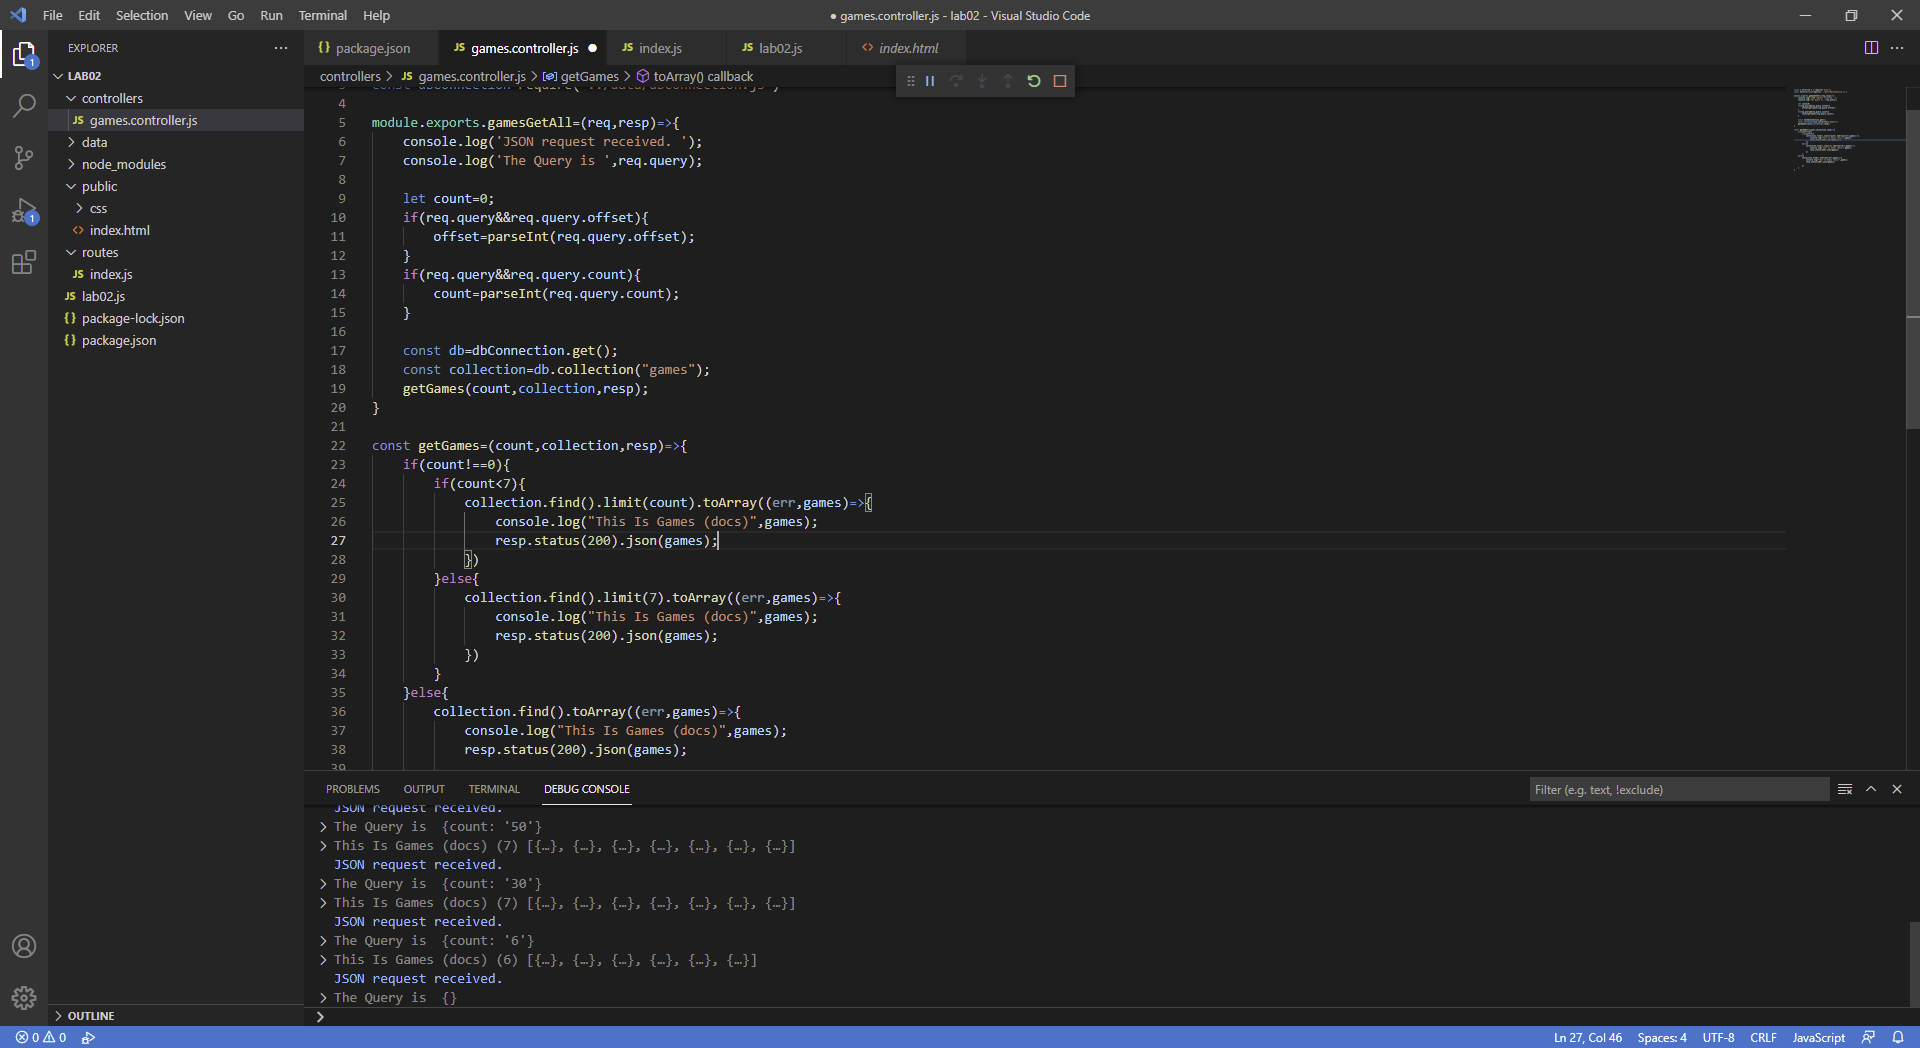 File Edit Selection View Go Run Terminal Help
● games.controller.js - lab02 - Visual Studio Code
EXPLORER
LAB02
controllers
JS games.controller.js
data
node_modules
public
css
<> index.html
routes
JS index.js
JS lab02.js
{} package-lock.json
{} package.json
OUTLINE
1
1
{} package.json JS games.controller.js ● JS index.js JS lab02.js <> index.html
controllers > JS games.controller.js > getGames > toArray() callback
3 const dbConnection=require('../data/dbconnection.js')
4
5 module.exports.gamesGetAll=(req,resp)=>{
6 console.log('JSON request received. ');
7 console.log('The Query is ',req.query);
8
9 let count=0;
10 if(req.query&&req.query.offset){
11 offset=parseInt(req.query.offset);
12 }
13 if(req.query&&req.query.count){
14 count=parseInt(req.query.count);
15 }
16
17 const db=dbConnection.get();
18 const collection=db.collection("games");
19 getGames(count,collection,resp);
20 }
21
22 const getGames=(count,collection,resp)=>{
23 if(count!==0){
24 if(count<7){
25 collection.find().limit(count).toArray((err,games)=>{
26 console.log("This Is Games (docs)",games);
27 resp.status(200).json(games);
28 })
29 }else{
30 collection.find().limit(7).toArray((err,games)=>{
31 console.log("This Is Games (docs)",games);
32 resp.status(200).json(games);
33 })
34 }
35 }else{
36 collection.find().toArray((err,games)=>{
37 console.log("This Is Games (docs)",games);
38 resp.status(200).json(games);
39
PROBLEMS OUTPUT TERMINAL DEBUG CONSOLE
Filter (e.g. text, !exclude)
JSON request received.
> The Query is {count: '50'}
> This Is Games (docs) (7) [{…}, {…}, {…}, {…}, {…}, {…}, {…}]
JSON request received.
> The Query is {count: '30'}
> This Is Games (docs) (7) [{…}, {…}, {…}, {…}, {…}, {…}, {…}]
JSON request received.
> The Query is {count: '6'}
> This Is Games (docs) (6) [{…}, {…}, {…}, {…}, {…}, {…}]
JSON request received.
> The Query is {}
>
0 0
Ln 27, Col 46 Spaces: 4 UTF-8 CRLF JavaScript